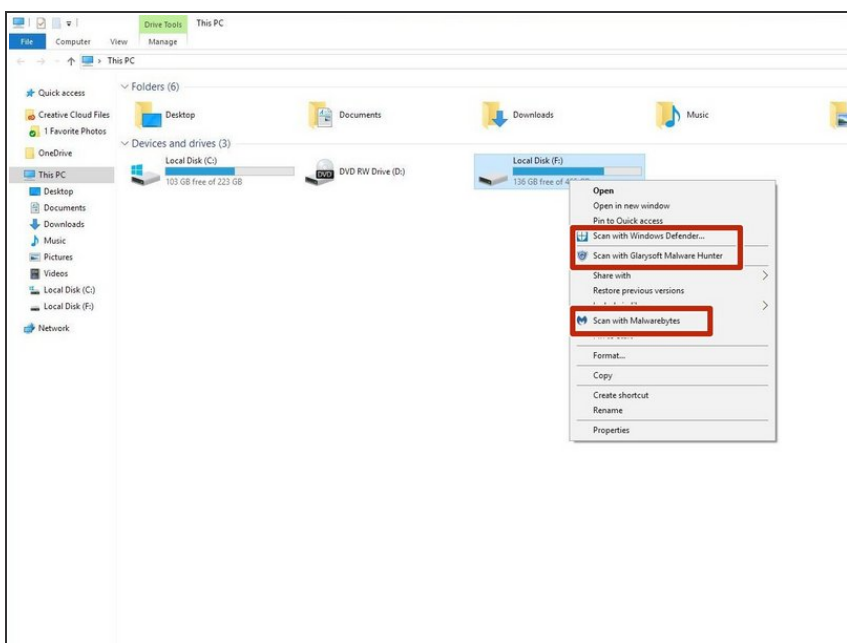 Drive Tools
This PC
File
Computer
View
Manage
This PC
Quick access
Creative Cloud Files
1 Favorite Photos
OneDrive
This PC
Desktop
Documents
Downloads
Music
Pictures
Videos
Local Disk (C:)
Local Disk (F:)
Network
Folders (6)
Desktop
Documents
Downloads
Music
Devices and drives (3)
Local Disk (C:)
103 GB free of 223 GB
DVD RW Drive (D:)
DVD
Local Disk (F:)
136 GB free of
Open
Open in new window
Pin to Quick access
Scan with Windows Defender...
Scan with Glarysoft Malware Hunter
Share with
Restore previous versions
Scan with Malwarebytes
Format...
Copy
Create shortcut
Rename
Properties